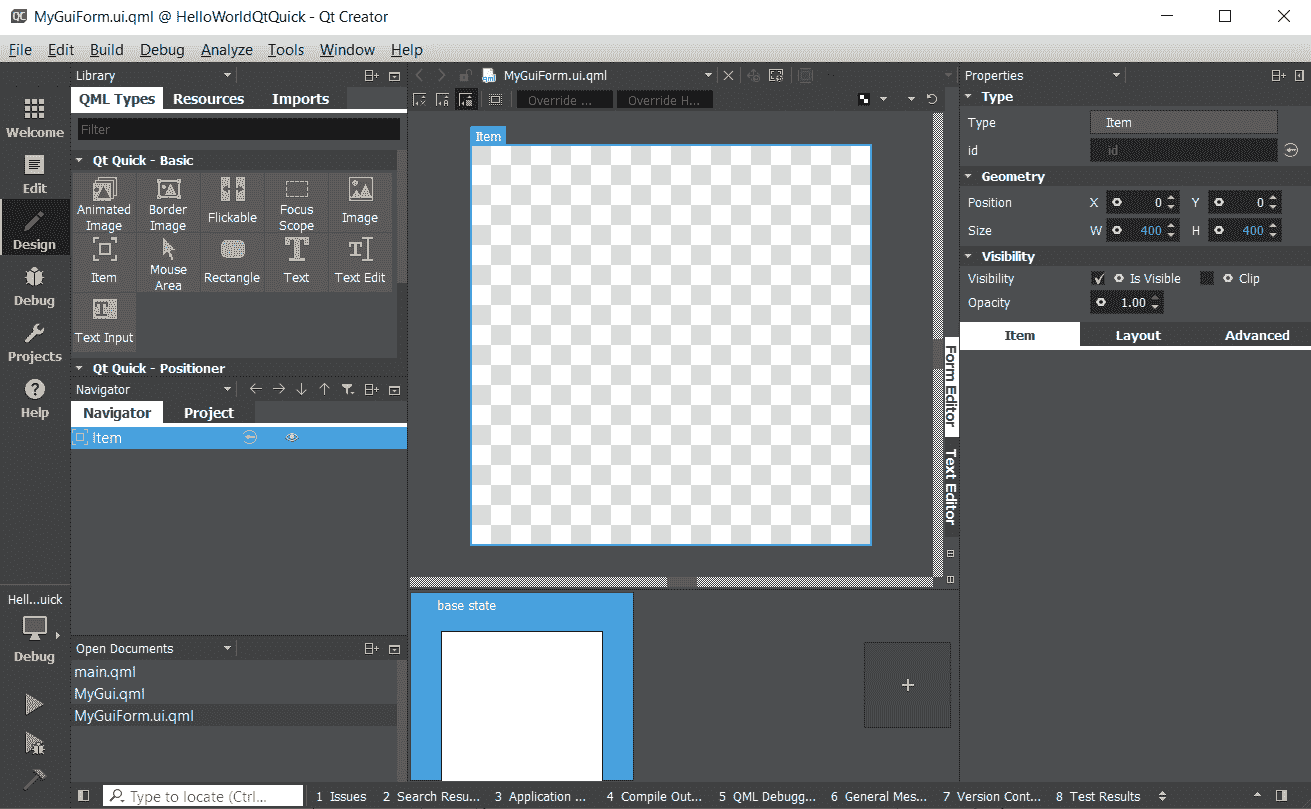 QC MyGuiForm.ui.qml @ HelloWorldQtQuick - Qt Creator
File Edit Build Debug Analyze Tools Window Help
Welcome
Edit
Design
Debug
Projects
Help
Hell...uick
Debug
Library
QML Types Resources Imports
Filter
Qt Quick - Basic
Animated Image
Border Image
Flickable
Focus Scope
Image
Item
Mouse Area
Rectangle
Text
Text Edit
Text Input
Qt Quick - Positioner
Navigator
Navigator Project
Item
Open Documents
main.qml
MyGui.qml
MyGuiForm.ui.qml
MyGuiForm.ui.qml
Override ... Override H...
Item
Form Editor
Text Editor
base state
+
Properties
Type
Type Item
id id
Geometry
Position X 0 Y 0
Size W 400 H 400
Visibility
Visibility Is Visible Clip
Opacity 1.00
Item Layout Advanced
Type to locate (Ctrl... 1 Issues 2 Search Resu... 3 Application ... 4 Compile Out... 5 QML Debugg... 6 General Mes... 7 Version Cont... 8 Test Results